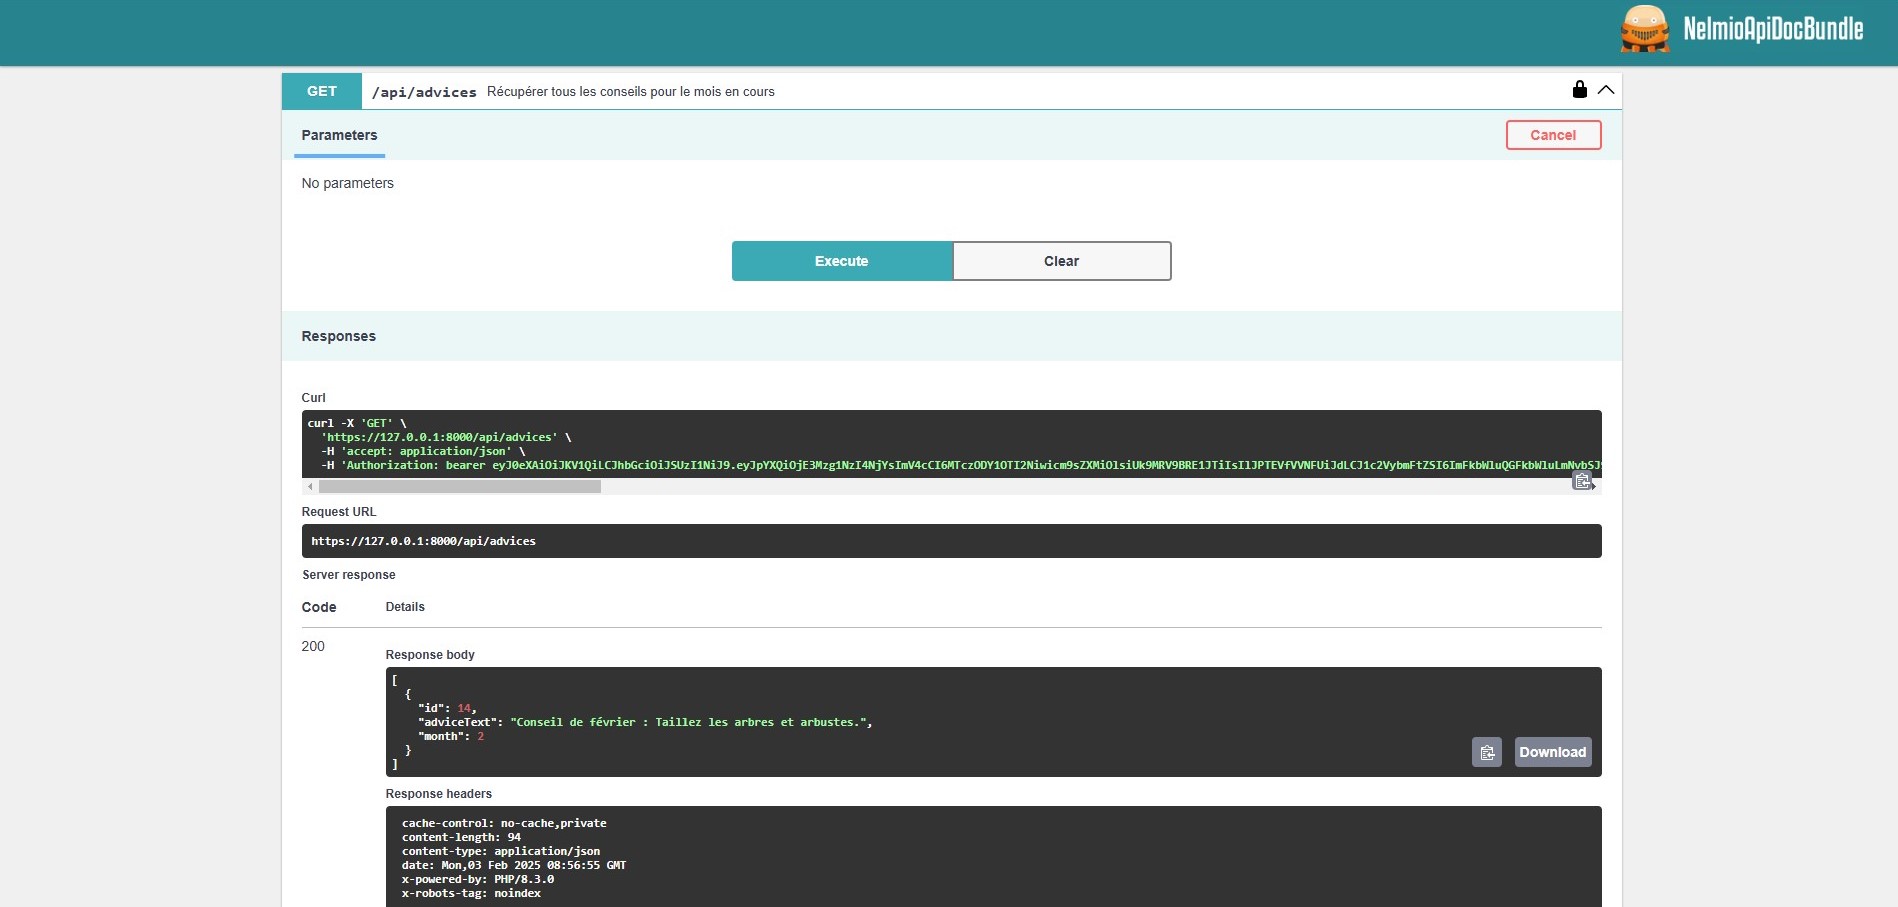 NelmioApiDocBundle
GET /api/advices Récupérer tous les conseils pour le mois en cours
Parameters
Cancel
No parameters
Execute
Clear
Responses
Curl
curl -X 'GET' \
'https://127.0.0.1:8000/api/advices' \
-H 'accept: application/json' \
-H 'Authorization: bearer
Request URL
https://127.0.0.1:8000/api/advices
Server response
Code Details
200
Response body
[
{
"id": 14,
"adviceText": "Conseil de février : Taillez les arbres et arbustes.",
"month": 2
}
]
Download
Response headers
cache-control: no-cache,private
content-length: 94
content-type: application/json
date: Mon,03 Feb 2025 08:56:55 GMT
x-powered-by: PHP/8.3.0
x-robots-tag: noindex